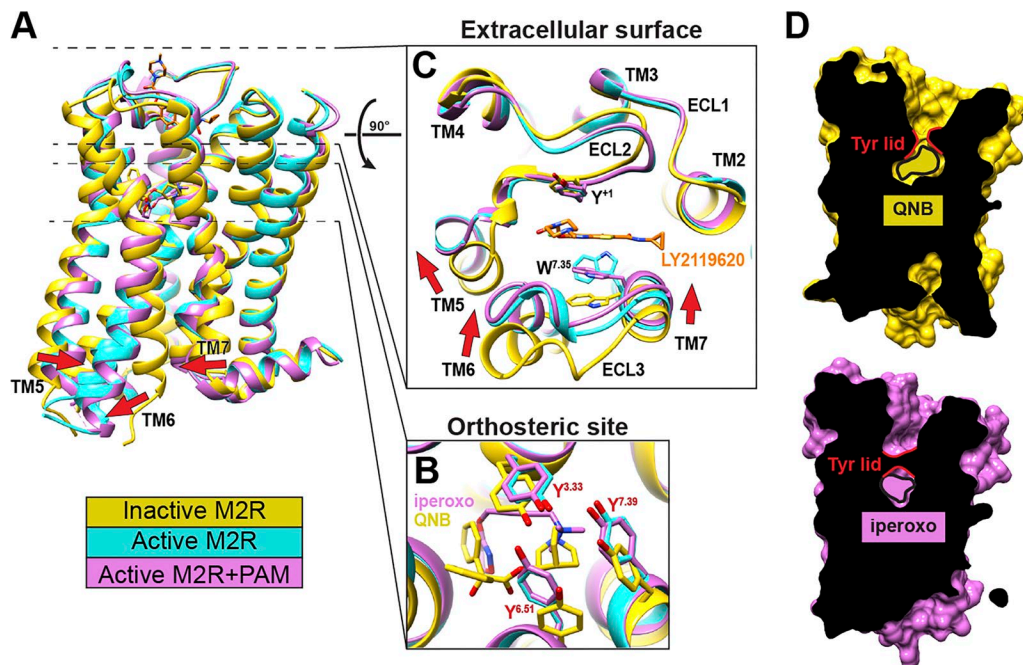 A
Extracellular surface
D
C
TM3
ECL1
TM4
ECL2
TM2
Y+1
90°
LY2119620
W7.35
TM5
TM6
TM7
ECL3
TM7
TM5
TM6
Orthosteric site
B
iperoxo
QNB
Y3.33
Y7.39
Y6.51
Inactive M2R
Active M2R
Active M2R+PAM
Tyr lid
QNB
Tyr lid
iperoxo